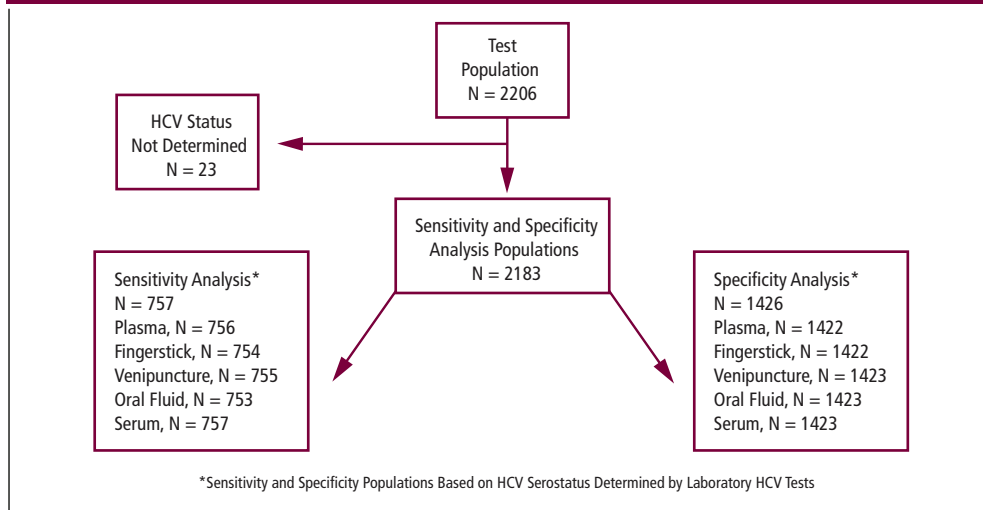 Test
Population
N = 2206
HCV Status
Not Determined
N = 23
Sensitivity and Specificity
Analysis Populations
N = 2183
Sensitivity Analysis*
N = 757
Plasma, N = 756
Fingerstick, N = 754
Venipuncture, N = 755
Oral Fluid, N = 753
Serum, N = 757
Specificity Analysis*
N = 1426
Plasma, N = 1422
Fingerstick, N = 1422
Venipuncture, N = 1423
Oral Fluid, N = 1423
Serum, N = 1423
*Sensitivity and Specificity Populations Based on HCV Serostatus Determined by Laboratory HCV Tests